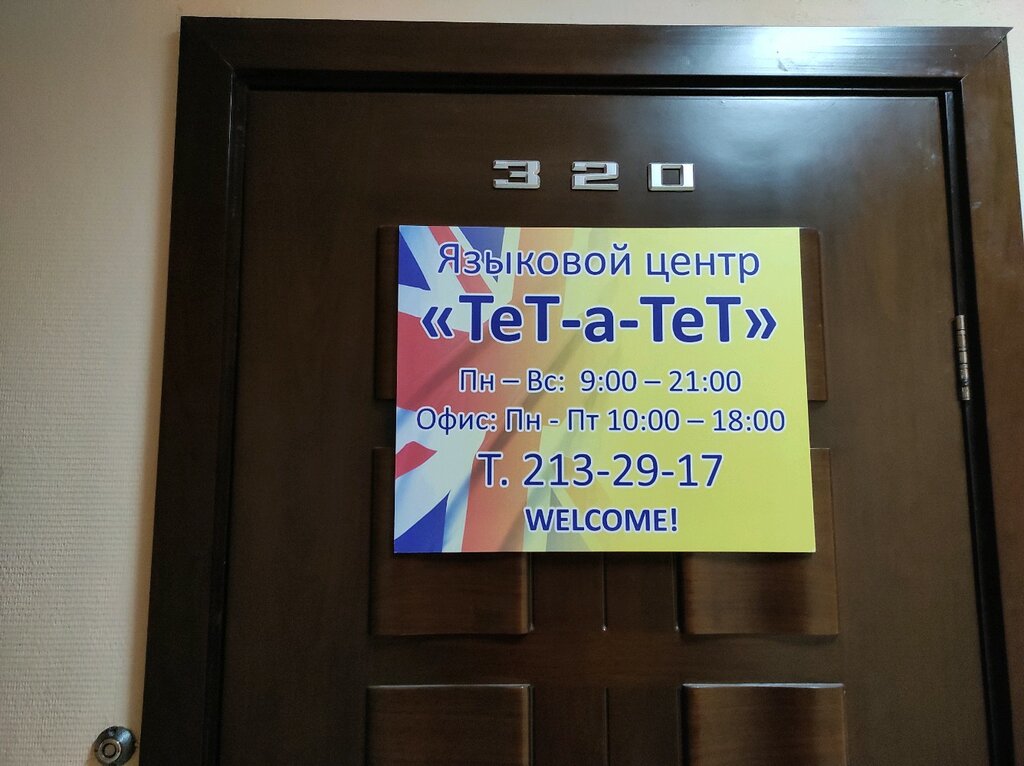 320
Языковой центр
«ТеТ-а-ТеТ»
Пн – Вс: 9:00 – 21:00
Офис: Пн - Пт 10:00 – 18:00
Т. 213-29-17
WELCOME!